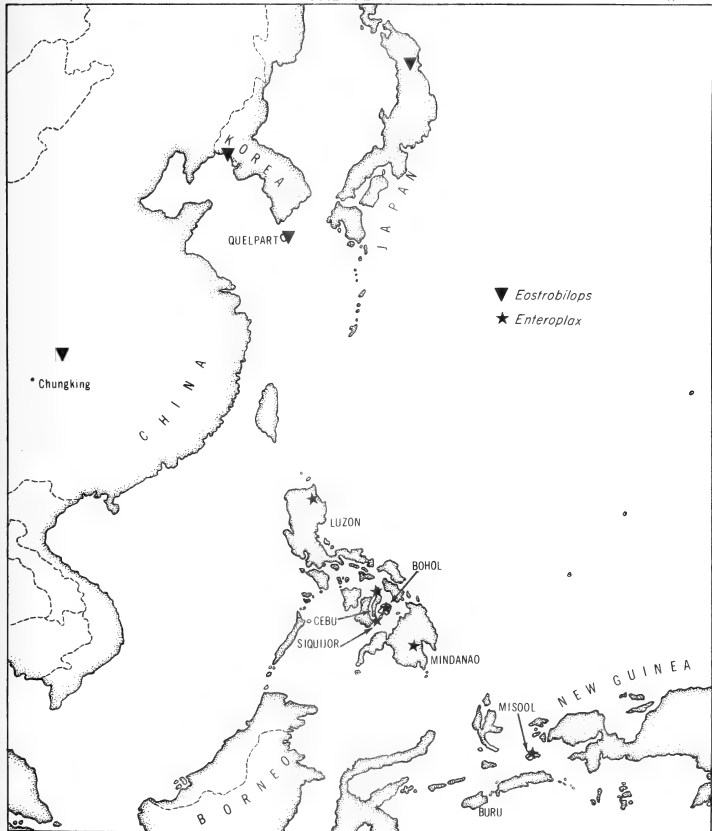 KOREA
JAPAN
QUELPART
▼ Eostrobilops
★ Enteroplax
Chungking
CHINA
LUZON
BOHOL
CEBU
SIQUIJOR
MINDANAO
NEW GUINEA
MISOOL
BORNEO
BURU